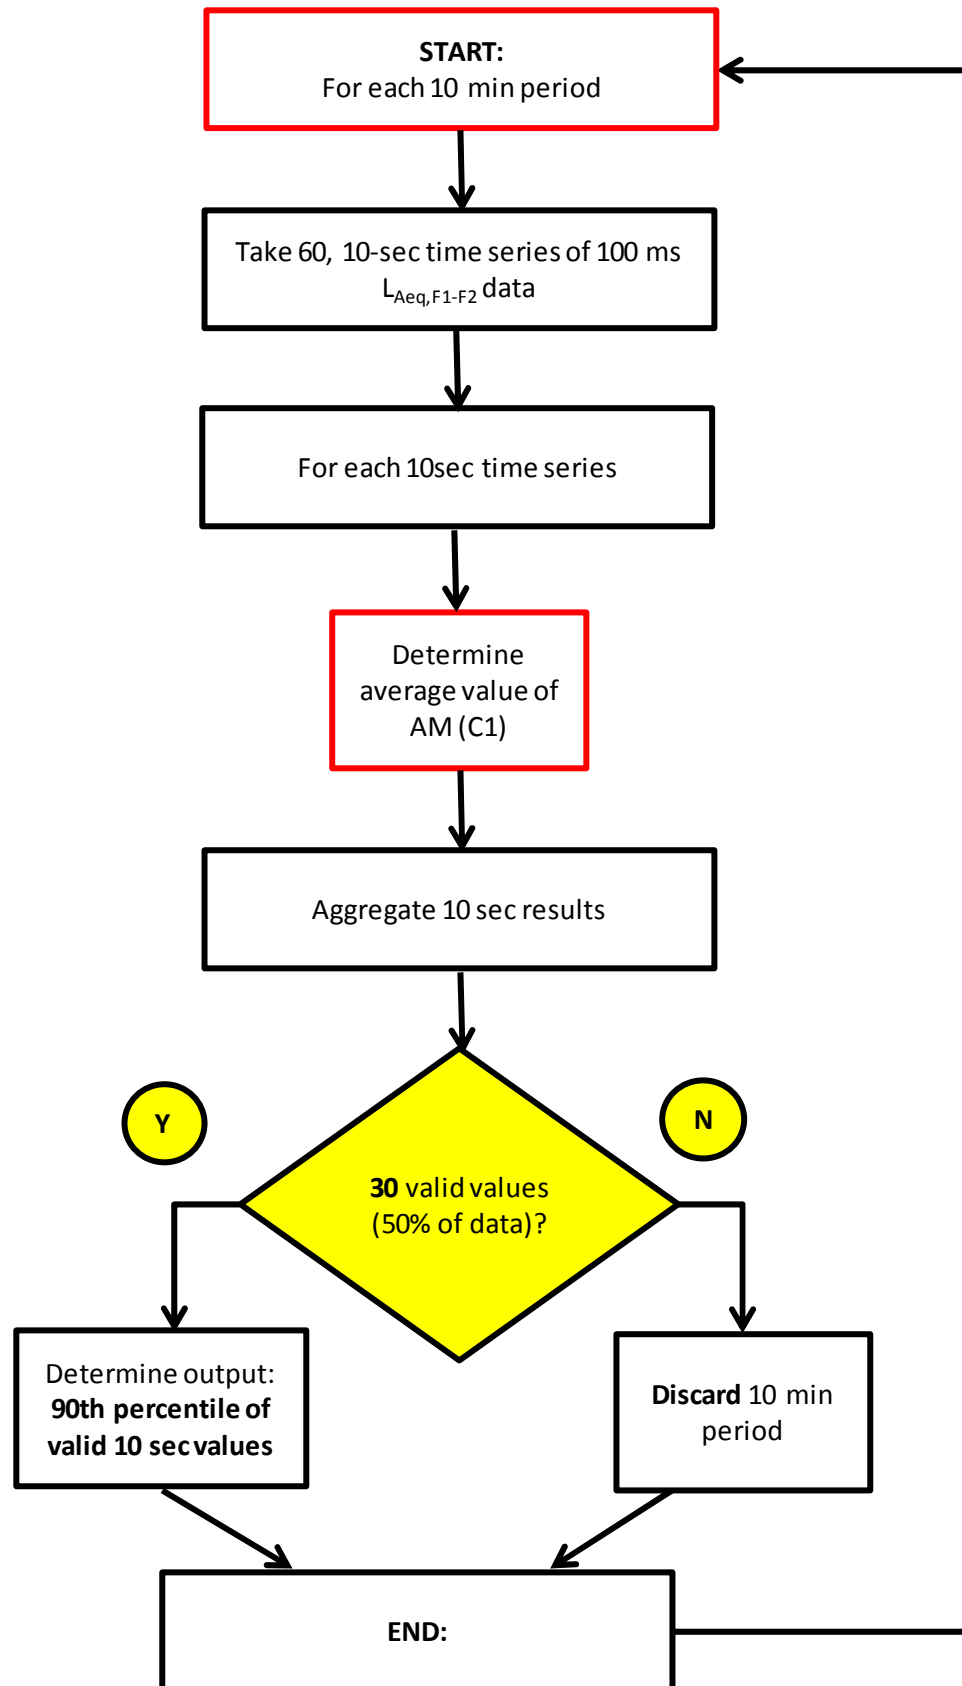 START:
For each 10 min period
Take 60, 10-sec time series of 100 ms
LAeq,F1-F2 data
For each 10sec time series
Determine
average value of
AM (C1)
Aggregate 10 sec results
Y
N
30 valid values
(50% of data)?
Determine output:
90th percentile of
valid 10 sec values
Discard 10 min
period
END: